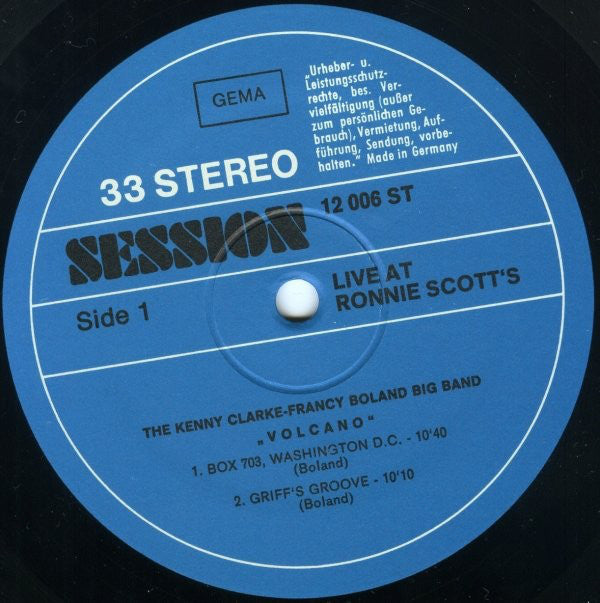 GEMA
„Urheber- u.
Leistungsschutz-
rechte, bes. Ver-
vielfältigung (außer
zum persönlichen Ge-
brauch), Vermietung, Auf-
führung, Sendung, vorbe-
halten.“ Made in Germany
33 STEREO
SESSION
12 006 ST
Side 1
LIVE AT
RONNIE SCOTT'S
THE KENNY CLARKE-FRANCY BOLAND BIG BAND
„VOLCANO“
1. BOX 703, WASHINGTON D.C. - 10'40
(Boland)
2. GRIFF'S GROOVE - 10'10
(Boland)